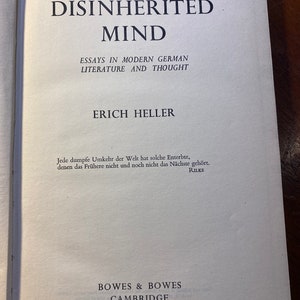 DISINHERITED
MIND
ESSAYS IN MODERN GERMAN
LITERATURE AND THOUGHT
ERICH HELLER
Jede dumpfe Umkehr der Welt hat solche Enterbte,
denen das Frühere nicht und noch nicht das Nächste gehört.
RILKE
BOWES & BOWES
CAMBRIDGE